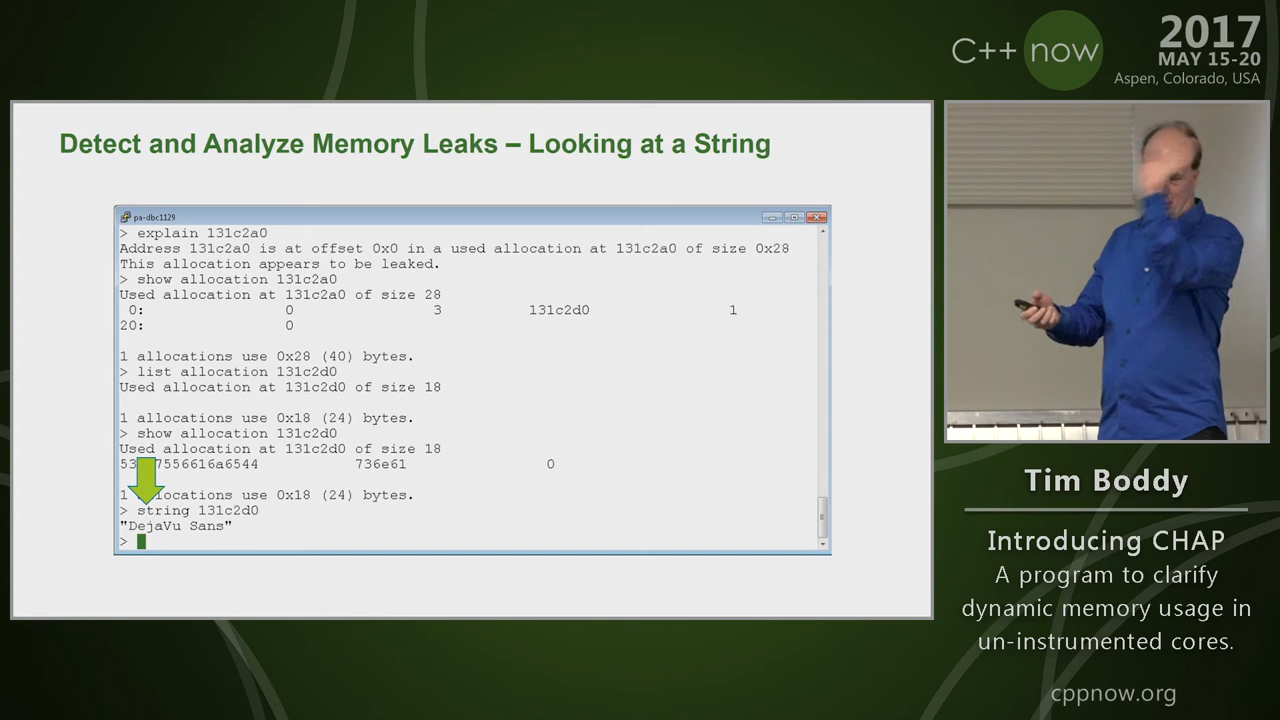 C++ now
2017
MAY 15-20
Aspen, Colorado, USA
Detect and Analyze Memory Leaks – Looking at a String
pa-dbc1129
> explain 131c2a0
Address 131c2a0 is at offset 0x0 in a used allocation at 131c2a0 of size 0x28
This allocation appears to be leaked.
> show allocation 131c2a0
Used allocation at 131c2a0 of size 28
0: 0 3 131c2d0 1
20: 0
1 allocations use 0x28 (40) bytes.
> list allocation 131c2d0
Used allocation at 131c2d0 of size 18
1 allocations use 0x18 (24) bytes.
> show allocation 131c2d0
Used allocation at 131c2d0 of size 18
736e61 0
1 allocations use 0x18 (24) bytes.
> string 131c2d0
"DejaVu Sans"
>
Tim Boddy
Introducing CHAP
A program to clarify
dynamic memory usage in
un-instrumented cores.
cppnow.org